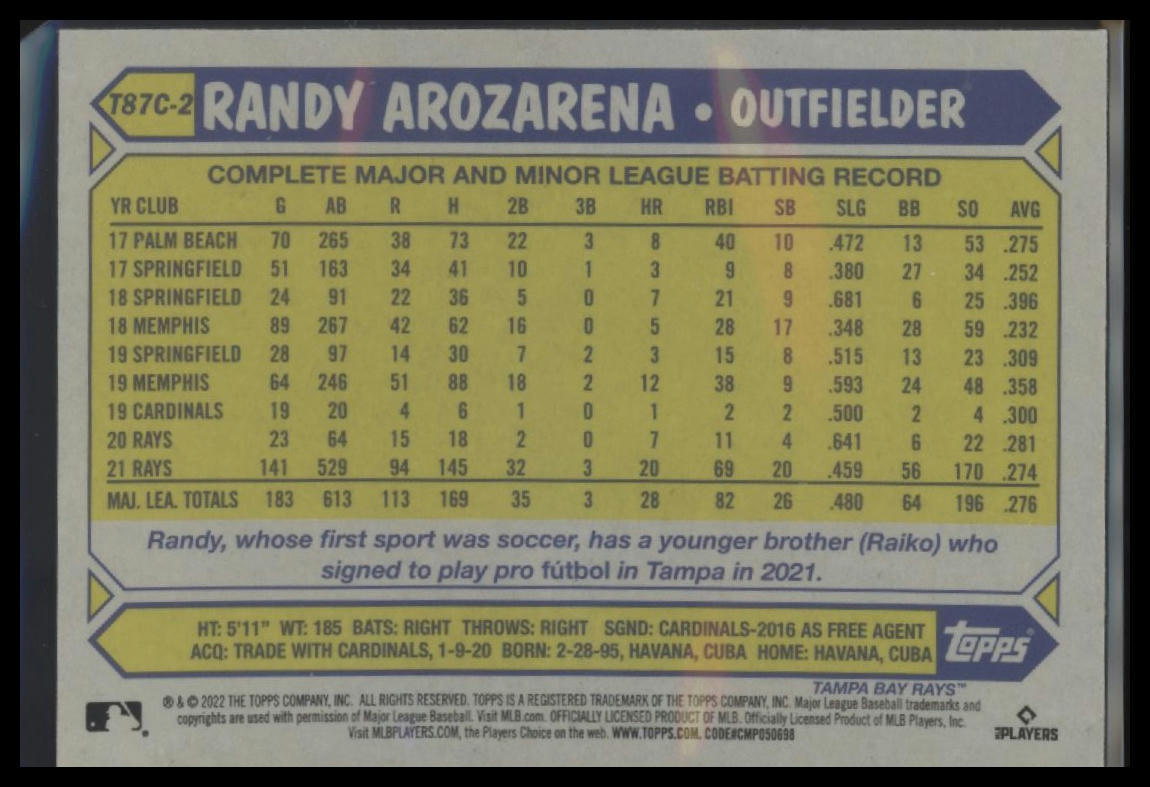 T87C-2 RANDY AROZARENA • OUTFIELDER
COMPLETE MAJOR AND MINOR LEAGUE BATTING RECORD
YR CLUB G AB R H 2B 3B HR RBI SB SLG BB SO AVG
17 PALM BEACH 70 265 38 73 22 3 8 40 10 .472 13 53 .275
17 SPRINGFIELD 51 163 34 41 10 1 3 9 8 .380 27 34 .252
18 SPRINGFIELD 24 91 22 36 5 0 7 21 9 .681 6 25 .396
18 MEMPHIS 89 267 42 62 16 0 5 28 17 .348 28 59 .232
19 SPRINGFIELD 28 97 14 30 7 2 3 15 8 .515 13 23 .309
19 MEMPHIS 64 246 51 88 18 2 12 38 9 .593 24 48 .358
19 CARDINALS 19 20 4 6 1 0 1 2 2 .500 2 4 .300
20 RAYS 23 64 15 18 2 0 7 11 4 .641 6 22 .281
21 RAYS 141 529 94 145 32 3 20 69 20 .459 56 170 .274
MAJ. LEA. TOTALS 183 613 113 169 35 3 28 82 26 .480 64 196 .276
Randy, whose first sport was soccer, has a younger brother (Raiko) who
signed to play pro fútbol in Tampa in 2021.
HT: 5'11" WT: 185 BATS: RIGHT THROWS: RIGHT SGND: CARDINALS-2016 AS FREE AGENT
ACQ: TRADE WITH CARDINALS, 1-9-20 BORN: 2-28-95, HAVANA, CUBA HOME: HAVANA, CUBA
topps®
TAMPA BAY RAYS™
® & © 2022 THE TOPPS COMPANY, INC. ALL RIGHTS RESERVED. TOPPS IS A REGISTERED TRADEMARK OF THE TOPPS COMPANY, INC. Major League Baseball trademarks and
copyrights are used with permission of Major League Baseball. Visit MLB.com. OFFICIALLY LICENSED PRODUCT OF MLB. Officially Licensed Product of MLB Players, Inc.
Visit MLBPLAYERS.COM, the Players Choice on the web. WWW.TOPPS.COM. CODE#CMP050698
MLB PLAYERS